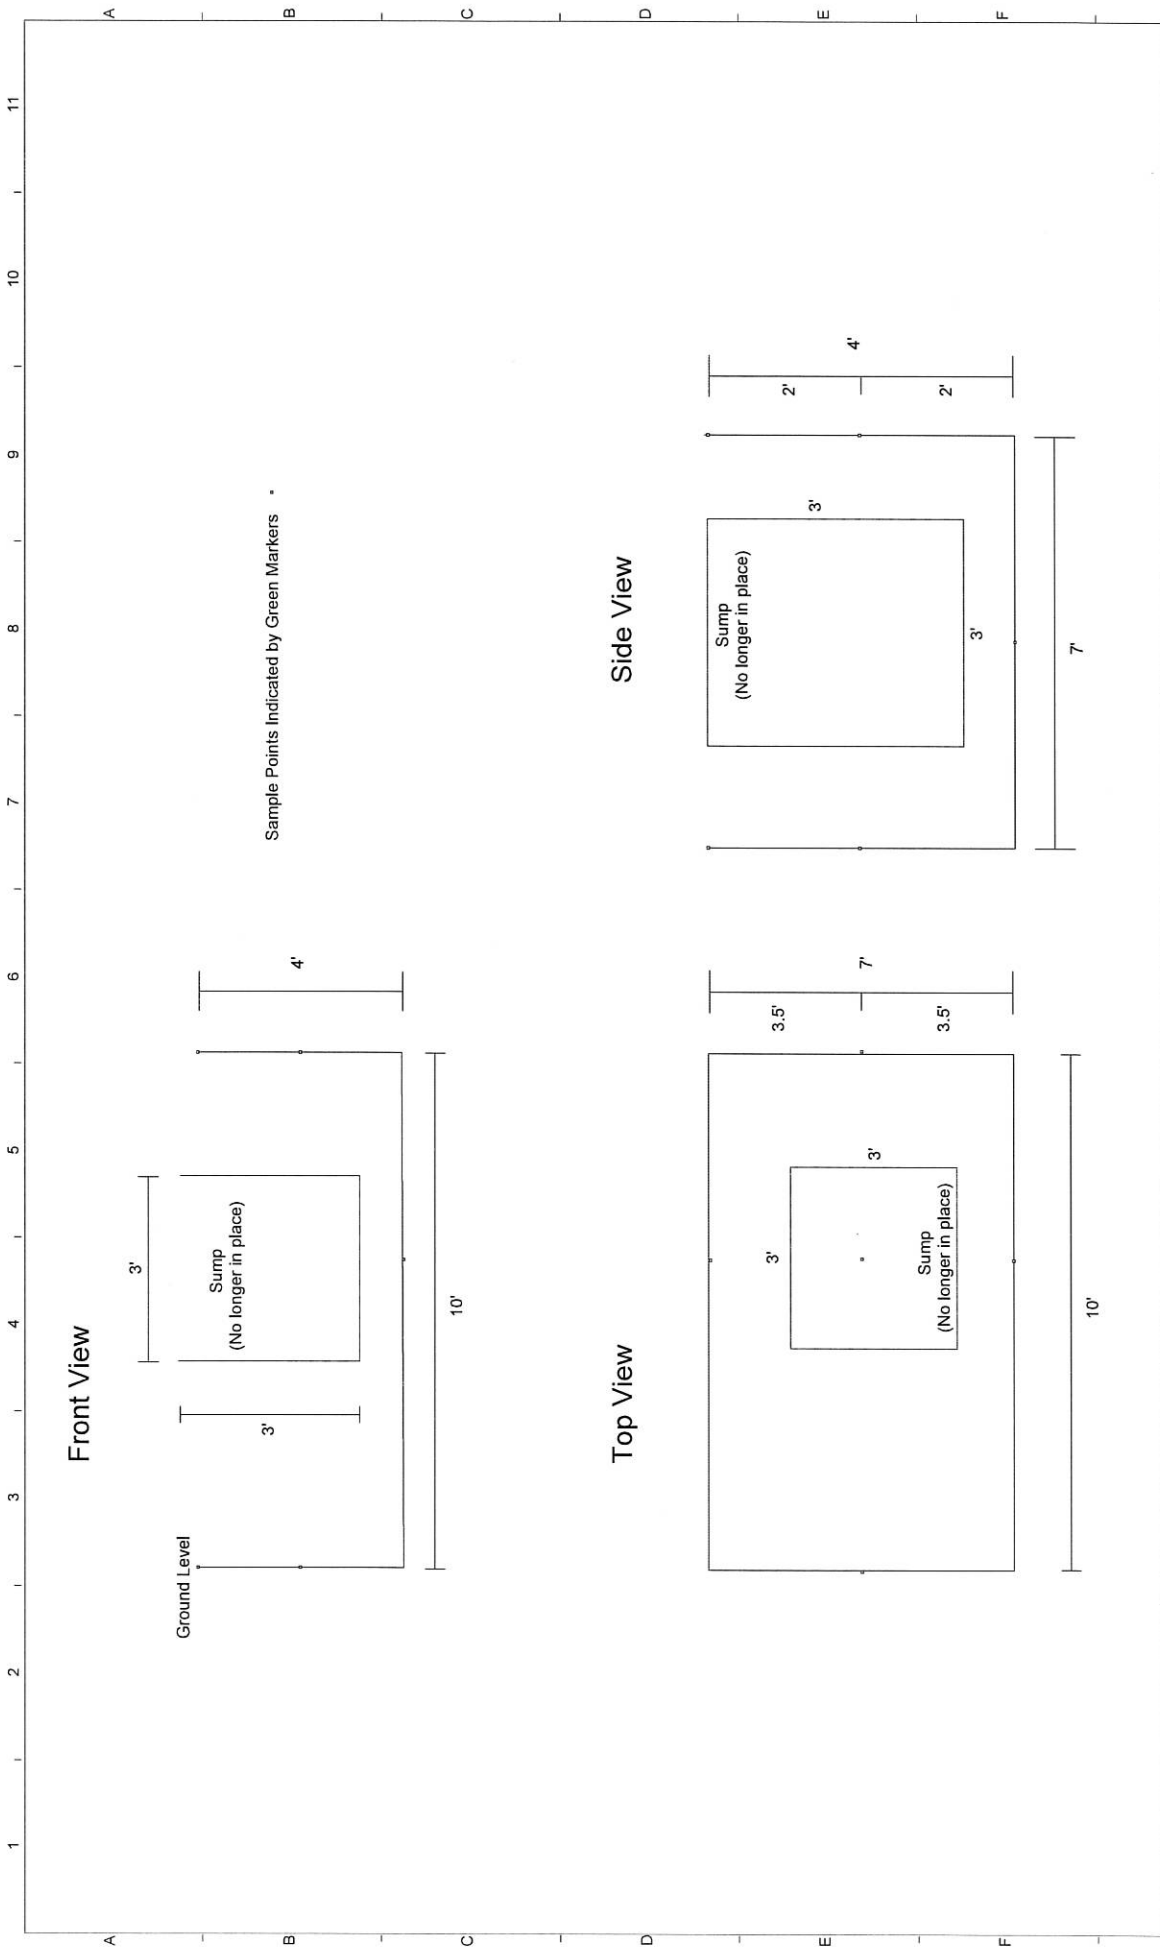 1 2 3 4 5 6 7 8 9 10 11
A
B
C
D
E
F
Front View
Ground Level
3'
3'
Sump
(No longer in place)
4'
10'
Sample Points Indicated by Green Markers
Top View
3'
3'
Sump
(No longer in place)
3.5'
3.5'
7'
10'
Side View
Sump
(No longer in place)
3'
3'
2'
2'
4'
7'
A
B
C
D
E
F